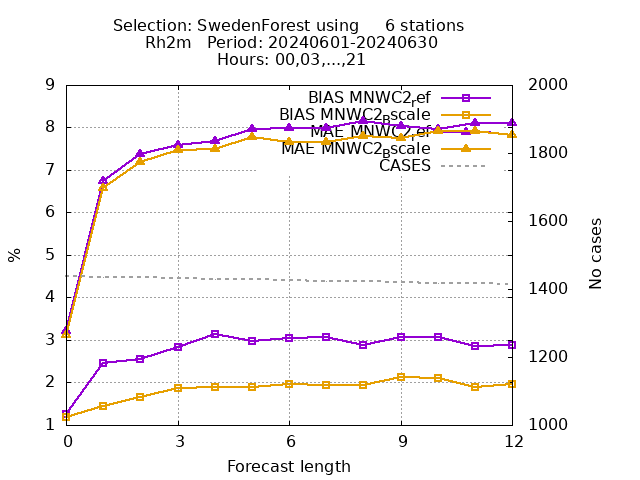 Selection: SwedenForest using     6 stations
Rh2m   Period: 20240601-20240630
Hours: 00,03,...,21
BIAS MNWC2_ref
BIAS MNWC2_Bscale
MAE MNWC2_ref
MAE MNWC2_Bscale
CASES
9
8
7
6
5
4
3
2
1
%
2000
1800
1600
1400
1200
1000
No cases
0
3
6
9
12
Forecast length